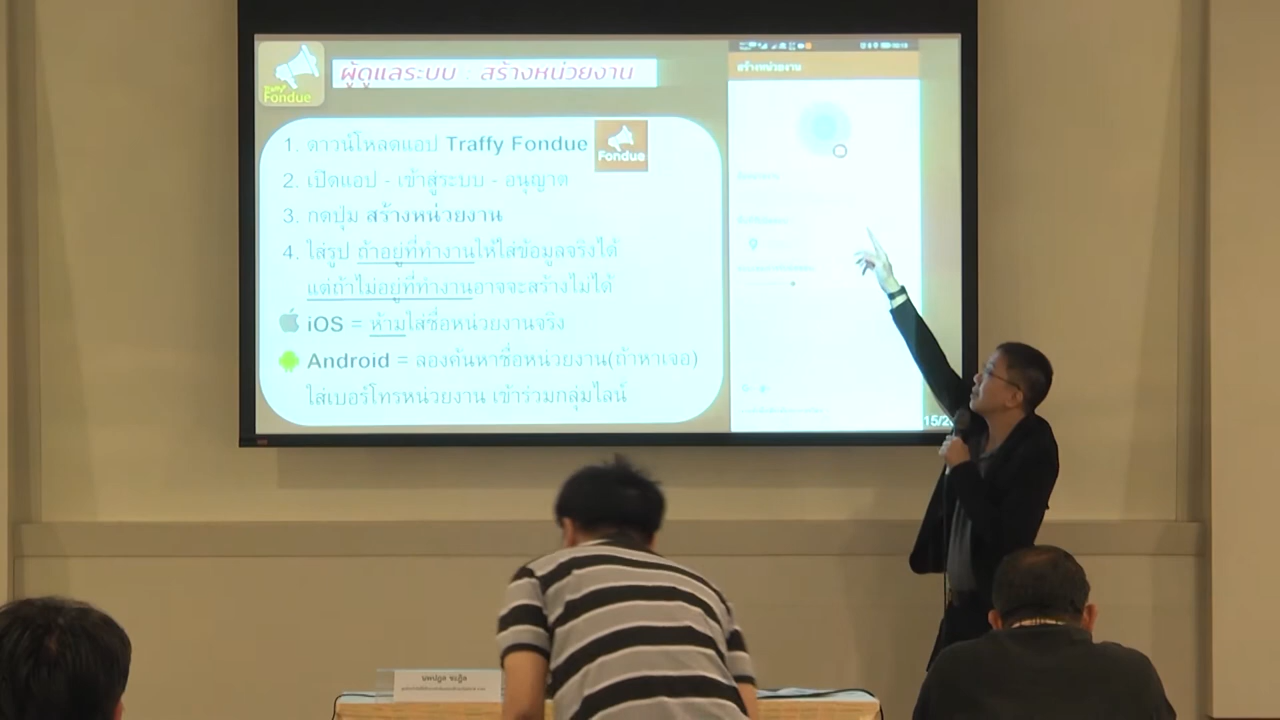 Traffy
Fondue
ผู้ดูแลระบบ : สร้างหน่วยงาน
1. ดาวน์โหลดแอป Traffy Fondue
Fondue
2. เปิดแอป - เข้าสู่ระบบ - อนุญาต
3. กดปุ่ม สร้างหน่วยงาน
4. ใส่รูป ถ้าอยู่ที่ทำงานให้ใส่ข้อมูลจริงได้
แต่ถ้าไม่อยู่ที่ทำงานอาจจะสร้างไม่ได้
iOS = ห้ามใส่ชื่อหน่วยงานจริง
Android = ลองค้นหาชื่อหน่วยงาน(ถ้าหาเจอ)
ใส่เบอร์โทรหน่วยงาน เข้าร่วมกลุ่มไลน์
สร้างหน่วยงาน